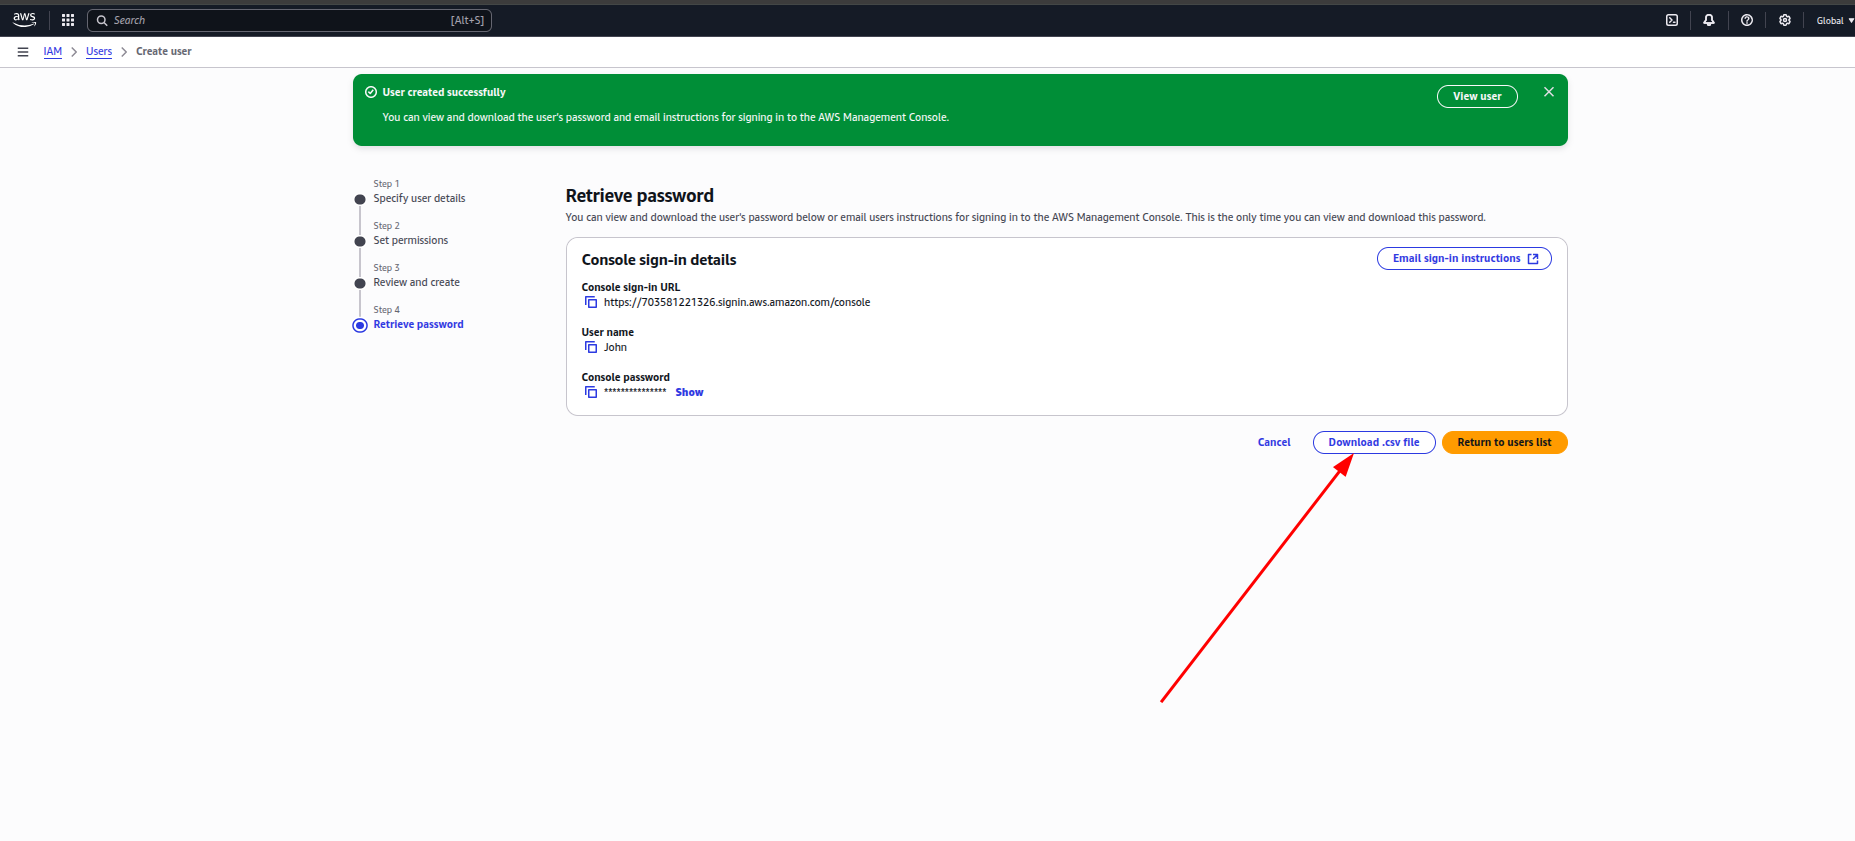 aws
Search [Alt+S]
Global
IAM > Users > Create user
User created successfully
View user
You can view and download the user's password and email instructions for signing in to the AWS Management Console.
Step 1
Specify user details
Step 2
Set permissions
Step 3
Review and create
Step 4
Retrieve password
Retrieve password
You can view and download the user's password below or email users instructions for signing in to the AWS Management Console. This is the only time you can view and download this password.
Console sign-in details
Email sign-in instructions
Console sign-in URL
https://703581221326.signin.aws.amazon.com/console
User name
John
Console password
*************** Show
Cancel
Download .csv file
Return to users list